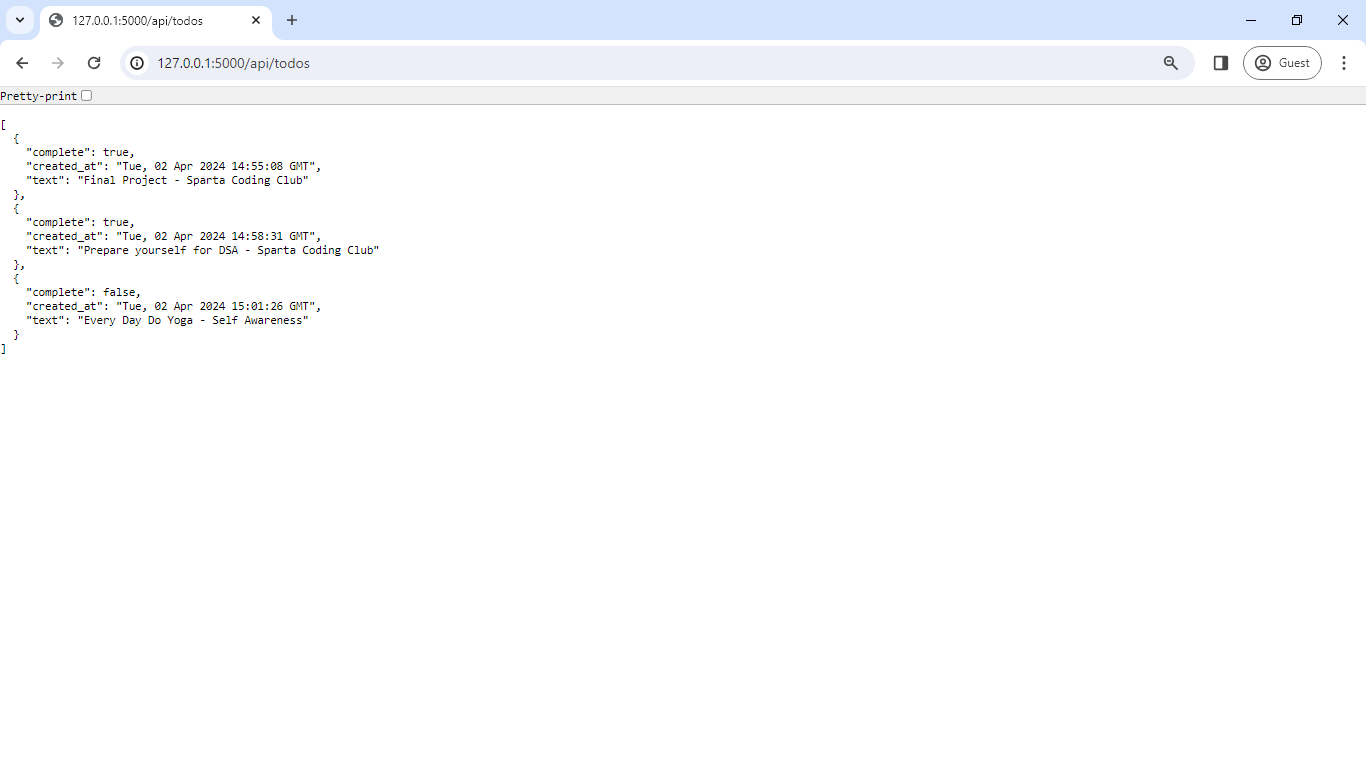 127.0.0.1:5000/api/todos
127.0.0.1:5000/api/todos
Guest
Pretty-print
[
  {
    "complete": true,
    "created_at": "Tue, 02 Apr 2024 14:55:08 GMT",
    "text": "Final Project - Sparta Coding Club"
  },
  {
    "complete": true,
    "created_at": "Tue, 02 Apr 2024 14:58:31 GMT",
    "text": "Prepare yourself for DSA - Sparta Coding Club"
  },
  {
    "complete": false,
    "created_at": "Tue, 02 Apr 2024 15:01:26 GMT",
    "text": "Every Day Do Yoga - Self Awareness"
  }
]